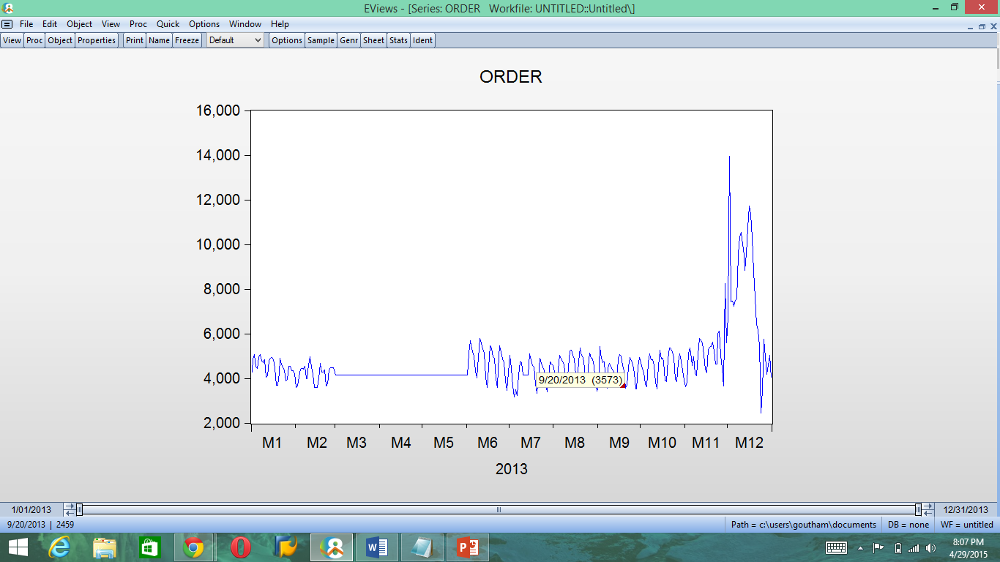 EViews - [Series: ORDER   Workfile: UNTITLED::Untitled\]
File Edit Object View Proc Quick Options Window Help
View Proc Object Properties Print Name Freeze Default Options Sample Genr Sheet Stats Ident
ORDER
16,000
14,000
12,000
10,000
8,000
6,000
4,000
2,000
9/20/2013 (3573)
M1 M2 M3 M4 M5 M6 M7 M8 M9 M10 M11 M12
2013
1/01/2013 12/31/2013
9/20/2013 | 2459 Path = c:\users\goutham\documents DB = none WF = untitled
8:07 PM
4/29/2015